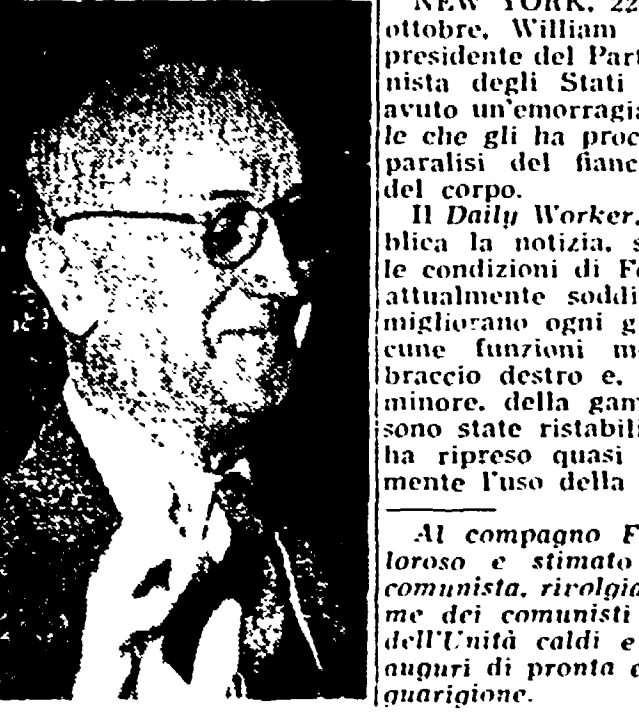 NEW YORK, 22
ottobre, William
presidente del Part
nista degli Stati
avuto un'emorragia
le che gli ha proc
paralisi del fianc
del corpo.
Il Daily Worker,
blica la notizia, s
le condizioni di F
attualmente soddi
migliorano ogni g
cune funzioni m
braccio destro e,
minore, della gam
sono state ristabili
ha ripreso quasi
mente l'uso della
Al compagno F
loroso e stimato
comunista, rivolgia
me dei comunisti
dell'Unità caldi e
auguri di pronta
guarigione.